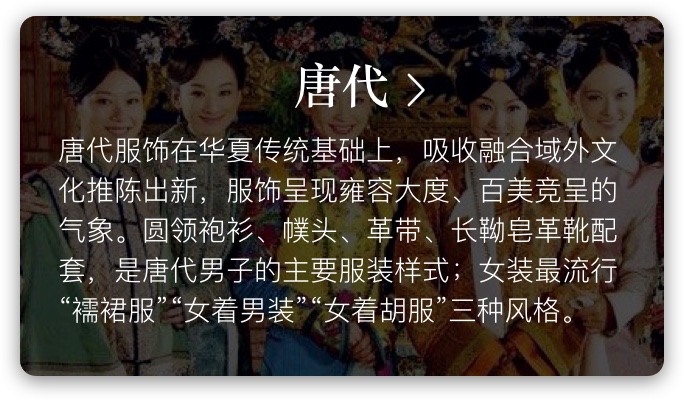 唐代 >
唐代服饰在华夏传统基础上，吸收融合域外文
化推陈出新，服饰呈现雍容大度、百美竞呈的
气象。圆领袍衫、幞头、革带、长靿皂革靴配
套，是唐代男子的主要服装样式；女装最流行
“襦裙服”“女着男装”“女着胡服”三种风格。